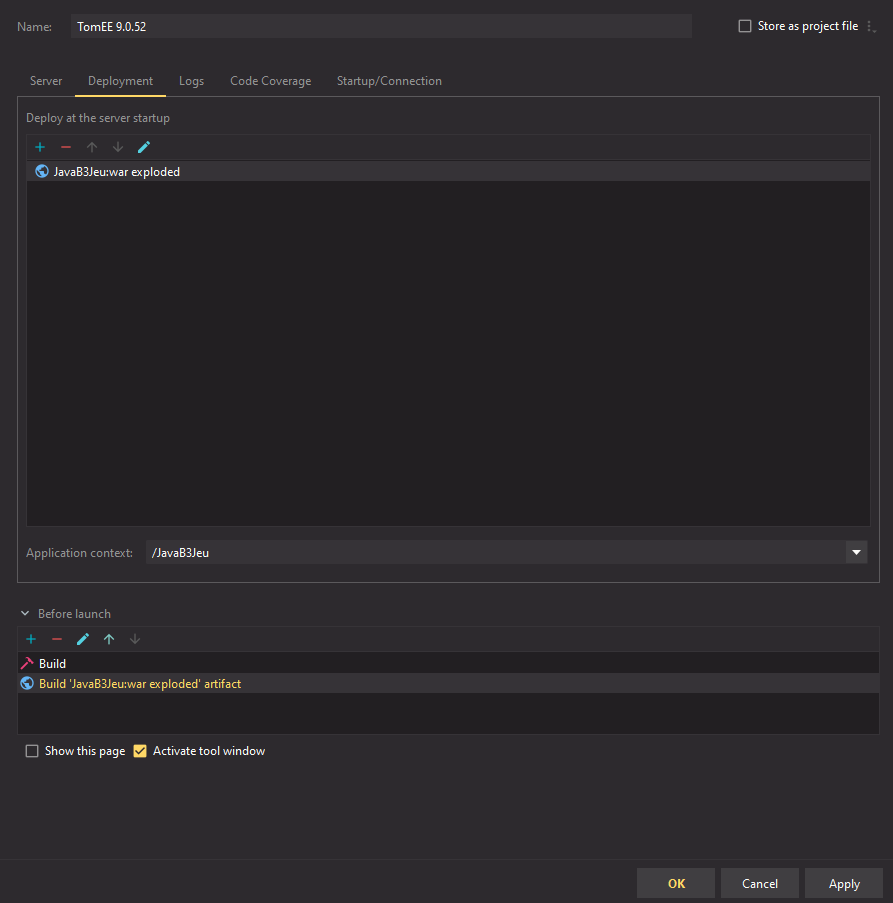 Name: TomEE 9.0.52 Store as project file
Server Deployment Logs Code Coverage Startup/Connection
Deploy at the server startup
JavaB3Jeu:war exploded
Application context: /JavaB3Jeu
Before launch
Build
Build 'JavaB3Jeu:war exploded' artifact
Show this page Activate tool window
OK Cancel Apply